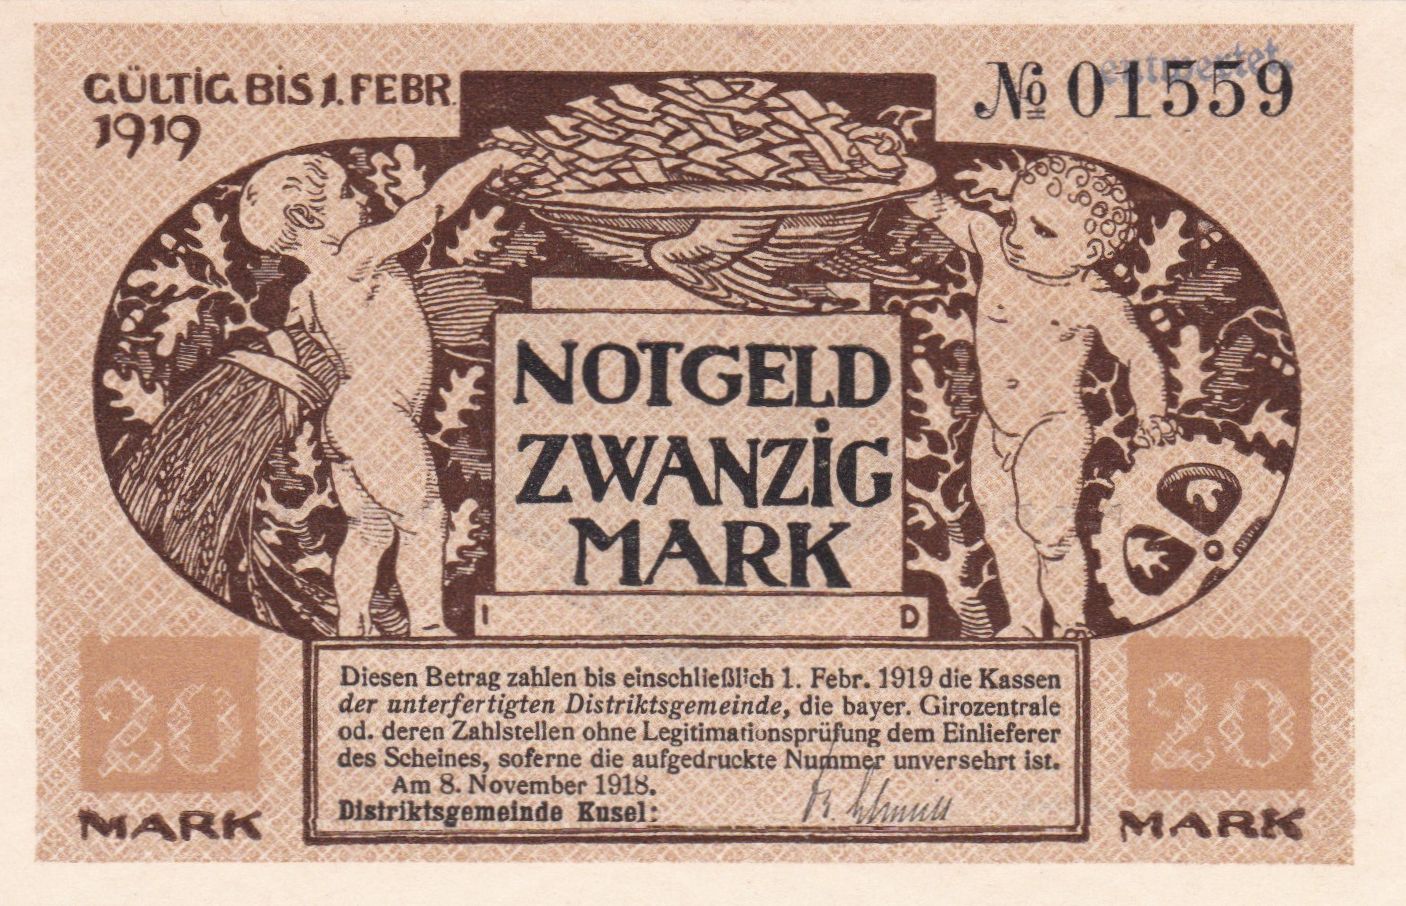 GÜLTIG BIS 1. FEBR.
1919
entwertet.
№ 01559
NOTGELD
ZWANZIG
MARK
I D
Diesen Betrag zahlen bis einschließlich 1. Febr. 1919 die Kassen
der unterfertigten Distriktsgemeinde, die bayer. Girozentrale
od. deren Zahlstellen ohne Legitimationsprüfung dem Einlieferer
des Scheines, soferne die aufgedruckte Nummer unversehrt ist.
Am 8. November 1918.
Distriktsgemeinde Kusel:
20
MARK
20
MARK